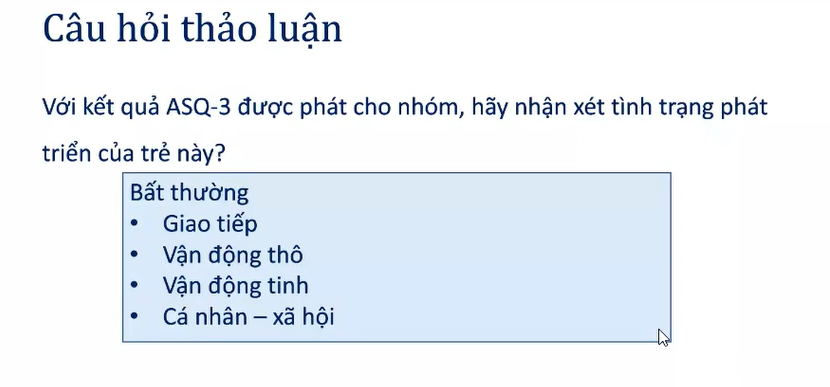 Câu hỏi thảo luận
Với kết quả ASQ-3 được phát cho nhóm, hãy nhận xét tình trạng phát
triển của trẻ này?
Bất thường
• Giao tiếp
• Vận động thô
• Vận động tinh
• Cá nhân – xã hội